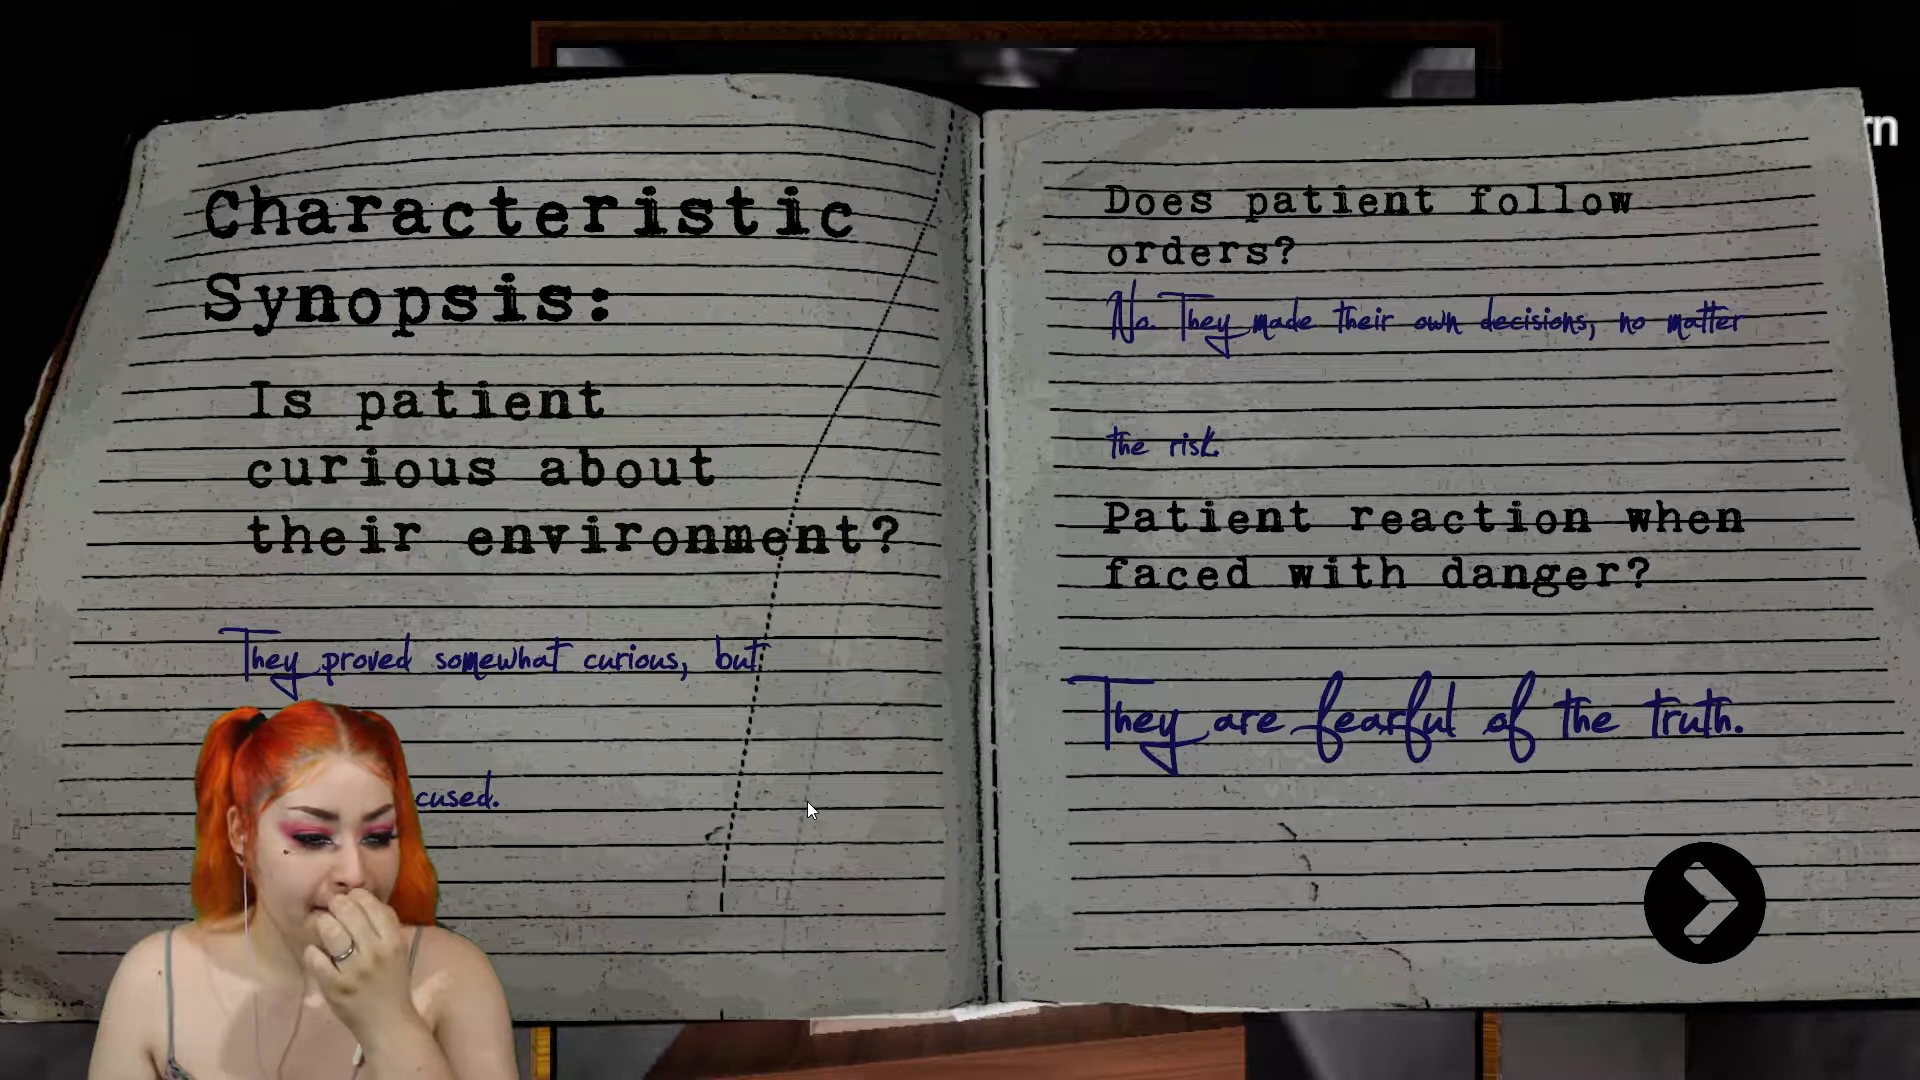 Characteristic
Synopsis:
Is patient
curious about
their environment?
They proved somewhat curious, but
cused.
Does patient follow
orders?
No. They made their own decisions, no matter
the risk.
Patient reaction when
faced with danger?
They are fearful of the truth.
rn